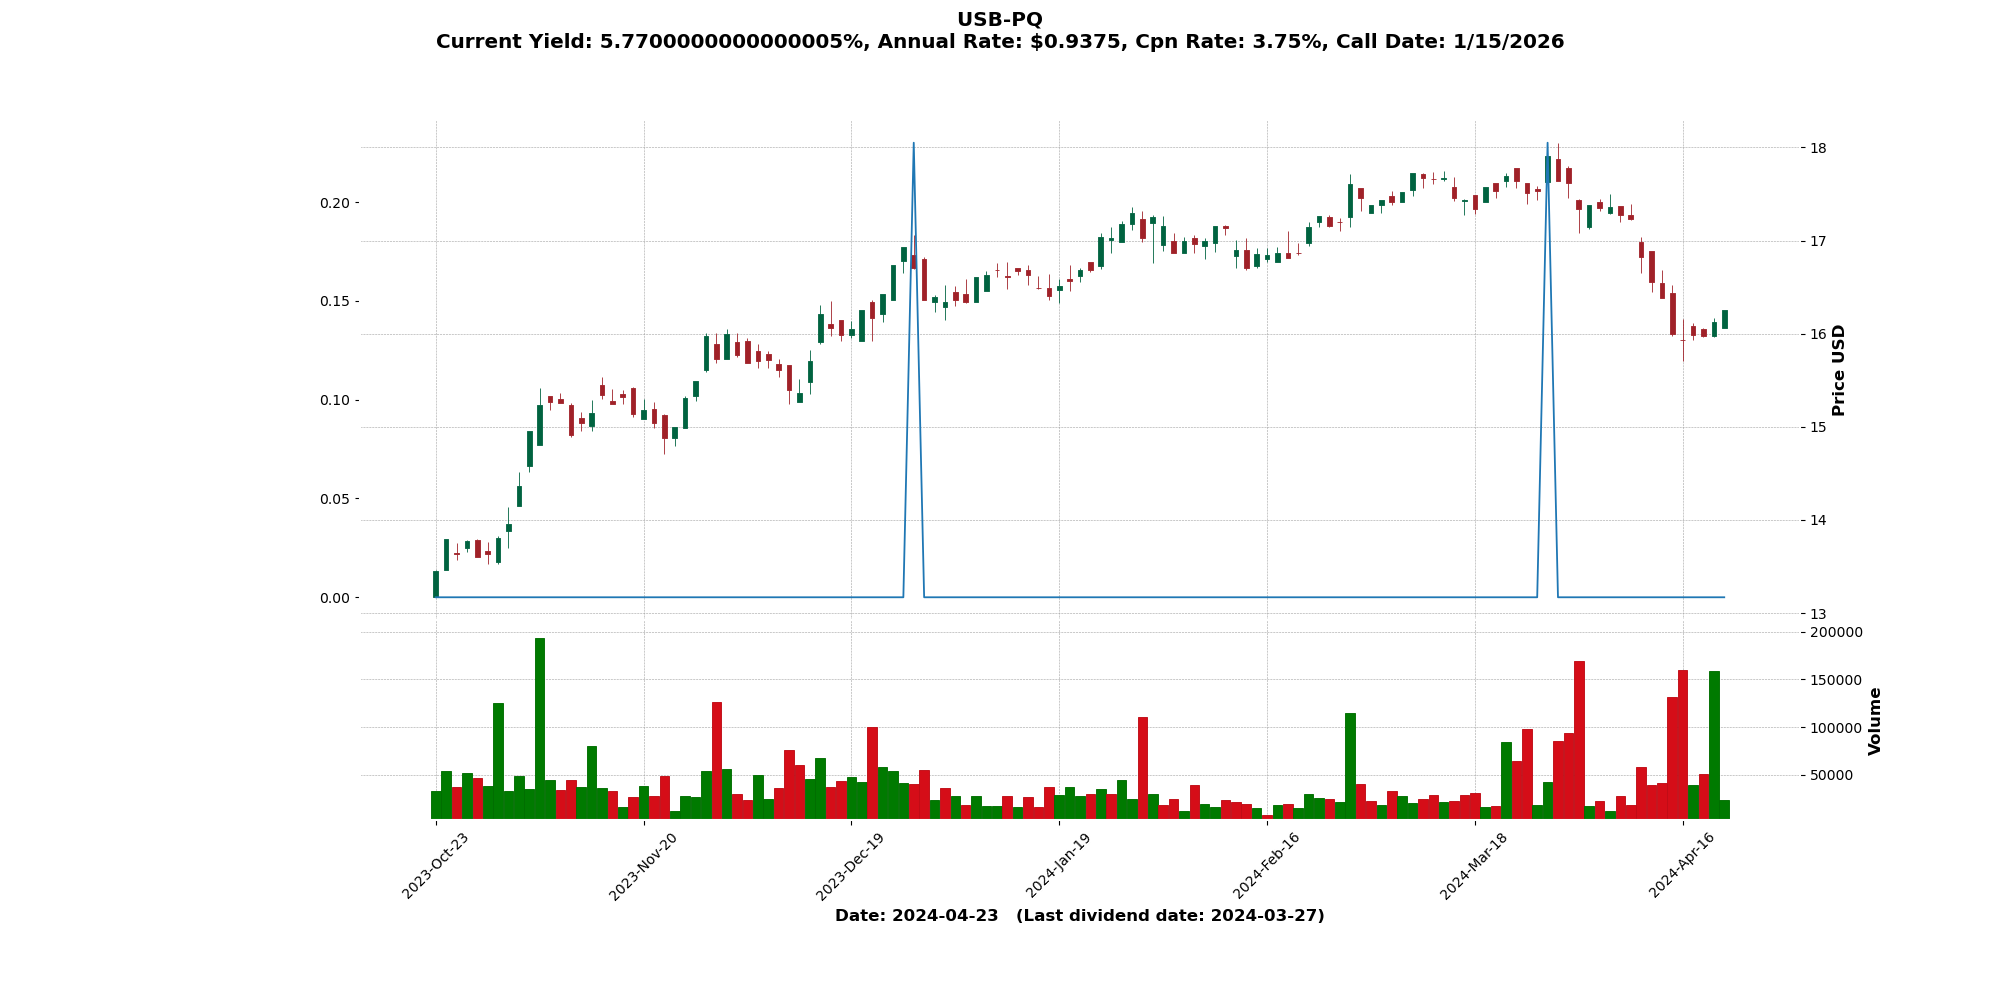 USB-PQ
Current Yield: 5.7700000000000005%, Annual Rate: $0.9375, Cpn Rate: 3.75%, Call Date: 1/15/2026
0.20
0.15
0.10
0.05
0.00
18
17
16
15
14
13
Price USD
200000
150000
100000
50000
Volume
2023-Oct-23
2023-Nov-20
2023-Dec-19
2024-Jan-19
2024-Feb-16
2024-Mar-18
2024-Apr-16
Date: 2024-04-23 (Last dividend date: 2024-03-27)